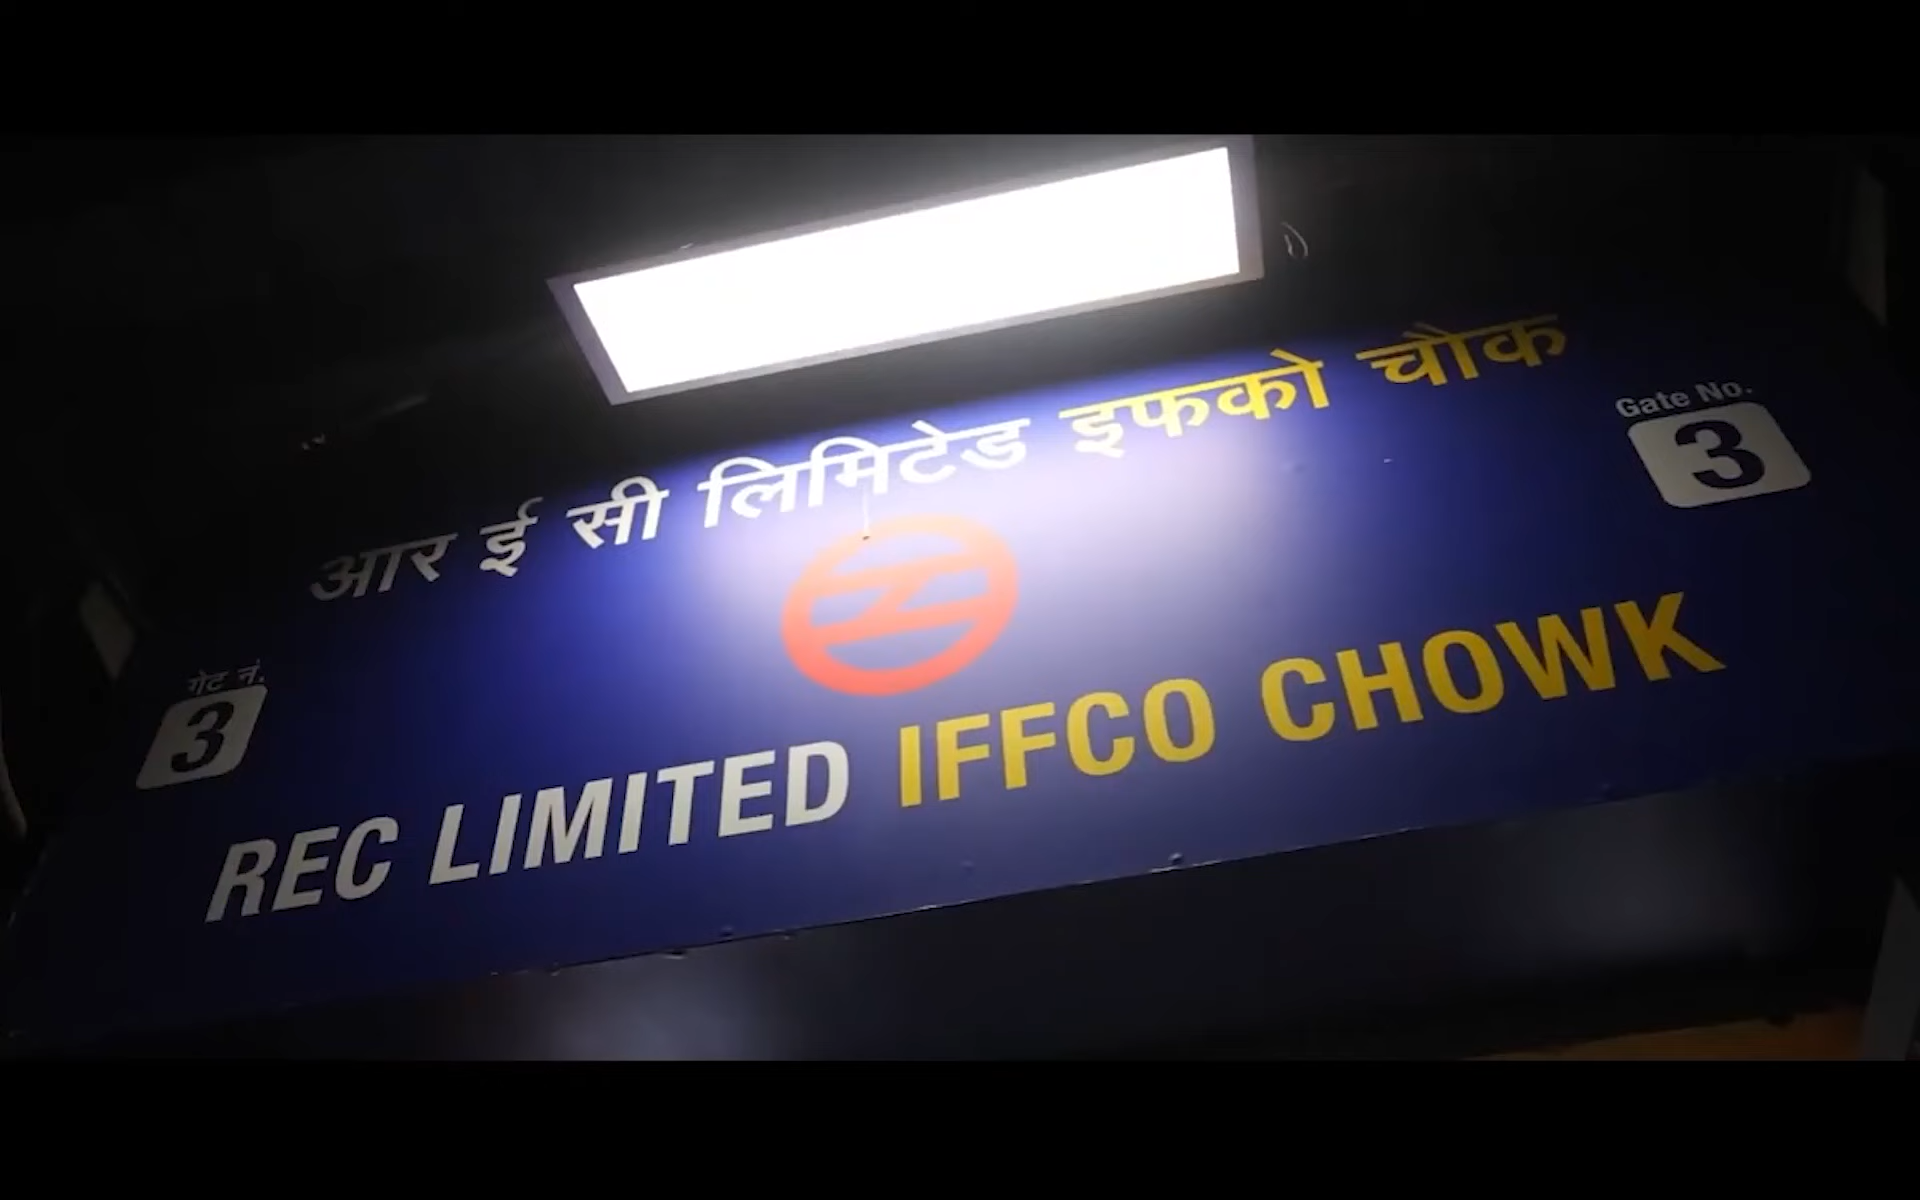 आर ई सी लिमिटेड इफको चौक
Gate No.
3
गेट नं.
3
REC LIMITED IFFCO CHOWK